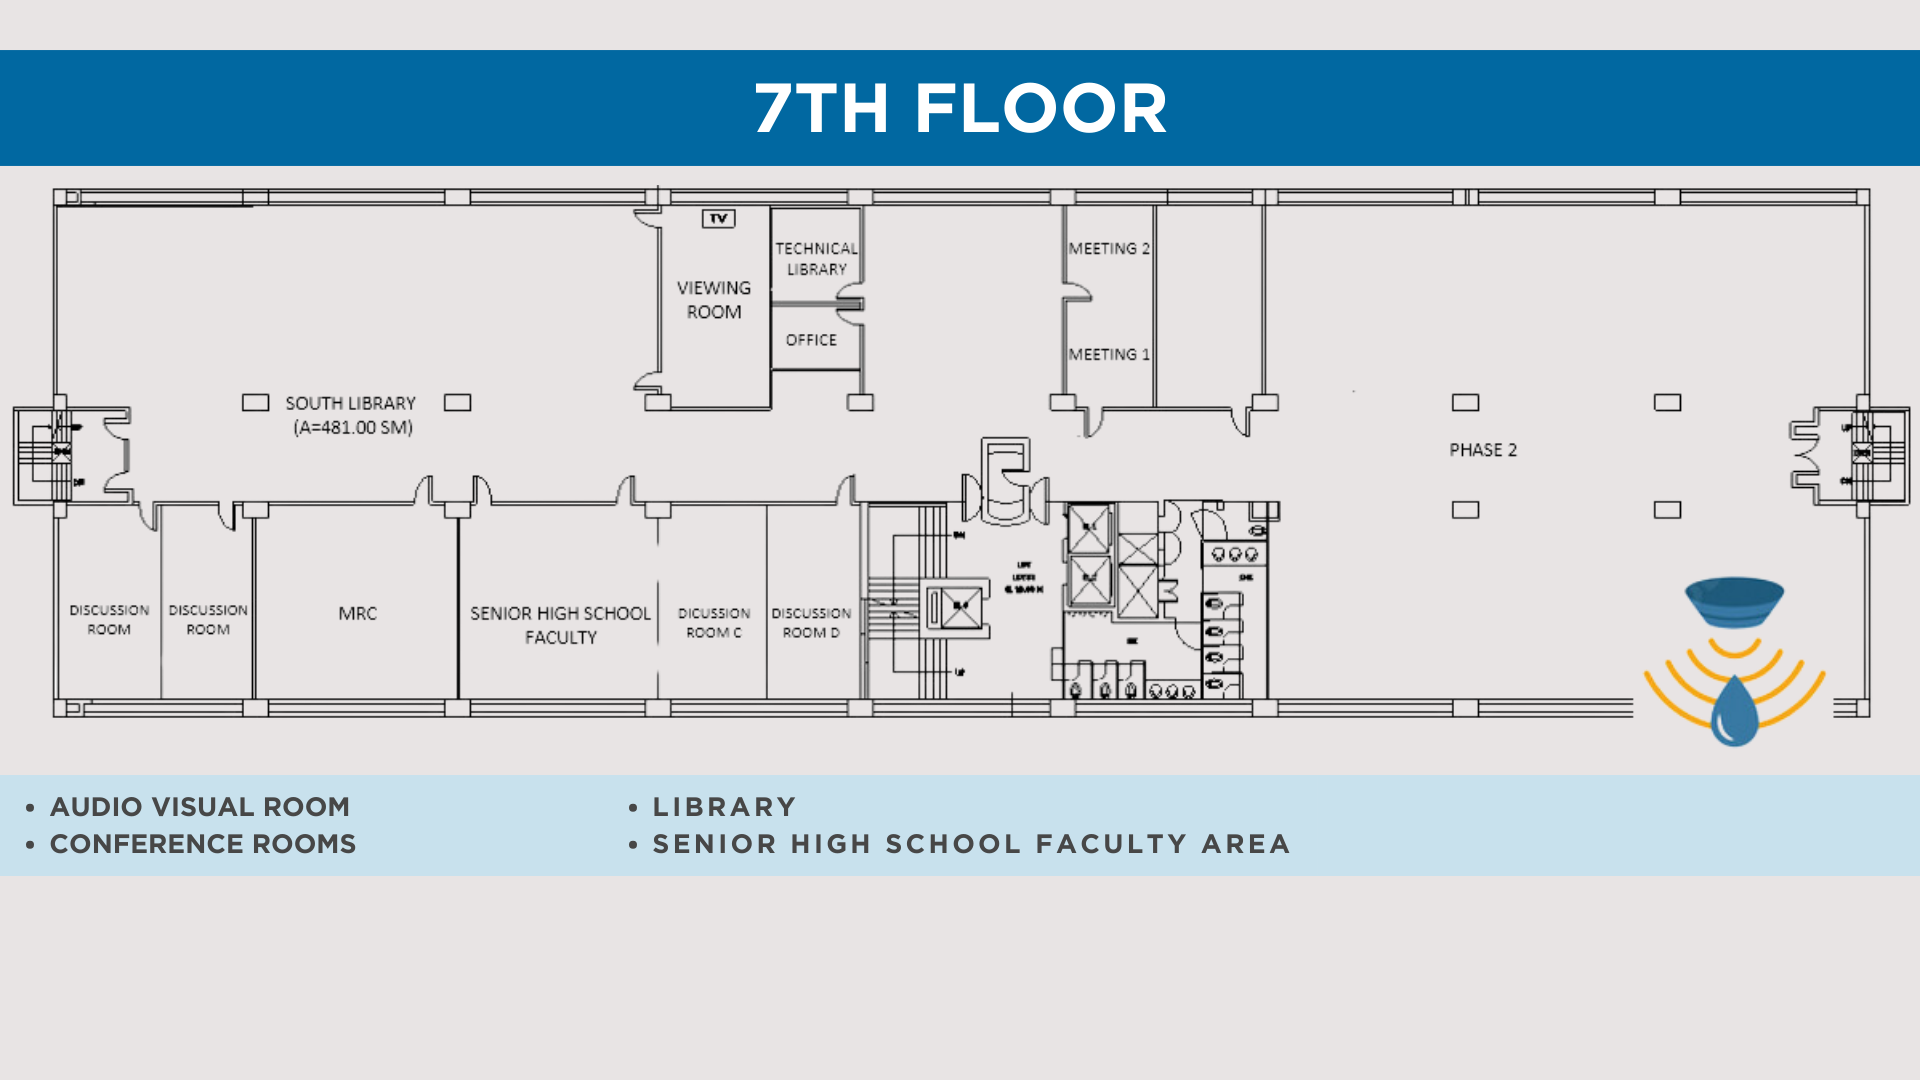 7TH FLOOR
TV
TECHNICAL
LIBRARY
VIEWING
ROOM
OFFICE
MEETING 2
MEETING 1
SOUTH LIBRARY
(A=481.00 SM)
PHASE 2
DISCUSSION
ROOM
DISCUSSION
ROOM
MRC
SENIOR HIGH SCHOOL
FACULTY
DICUSSION
ROOM C
DISCUSSION
ROOM D
• AUDIO VISUAL ROOM
• CONFERENCE ROOMS
• LIBRARY
• SENIOR HIGH SCHOOL FACULTY AREA